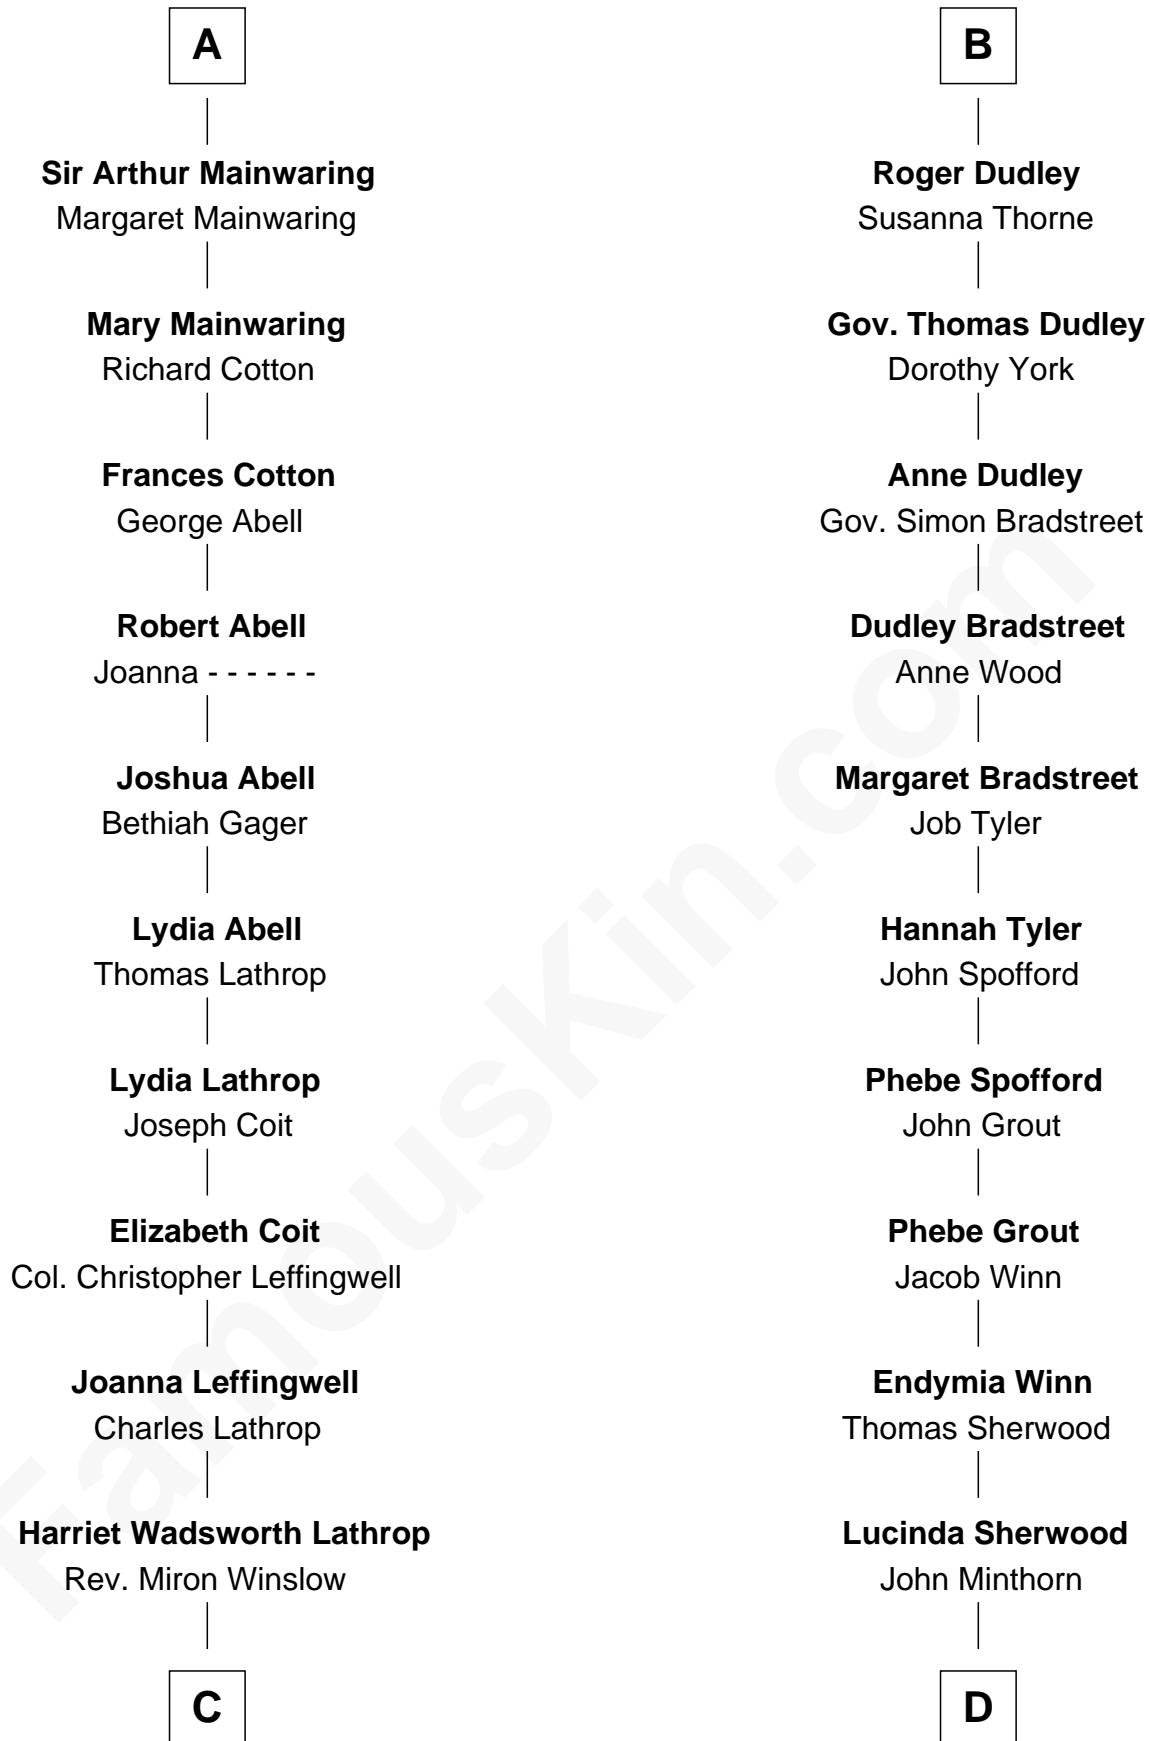 A
Sir Arthur Mainwaring
Margaret Mainwaring
Mary Mainwaring
Richard Cotton
Frances Cotton
George Abell
Robert Abell
Joanna - - - - - -
Joshua Abell
Bethiah Gager
Lydia Abell
Thomas Lathrop
Lydia Lathrop
Joseph Coit
Elizabeth Coit
Col. Christopher Leffingwell
Joanna Leffingwell
Charles Lathrop
Harriet Wadsworth Lathrop
Rev. Miron Winslow
C
B
Roger Dudley
Susanna Thorne
Gov. Thomas Dudley
Dorothy York
Anne Dudley
Gov. Simon Bradstreet
Dudley Bradstreet
Anne Wood
Margaret Bradstreet
Job Tyler
Hannah Tyler
John Spofford
Phebe Spofford
John Grout
Phebe Grout
Jacob Winn
Endymia Winn
Thomas Sherwood
Lucinda Sherwood
John Minthorn
D
FamousKin.com